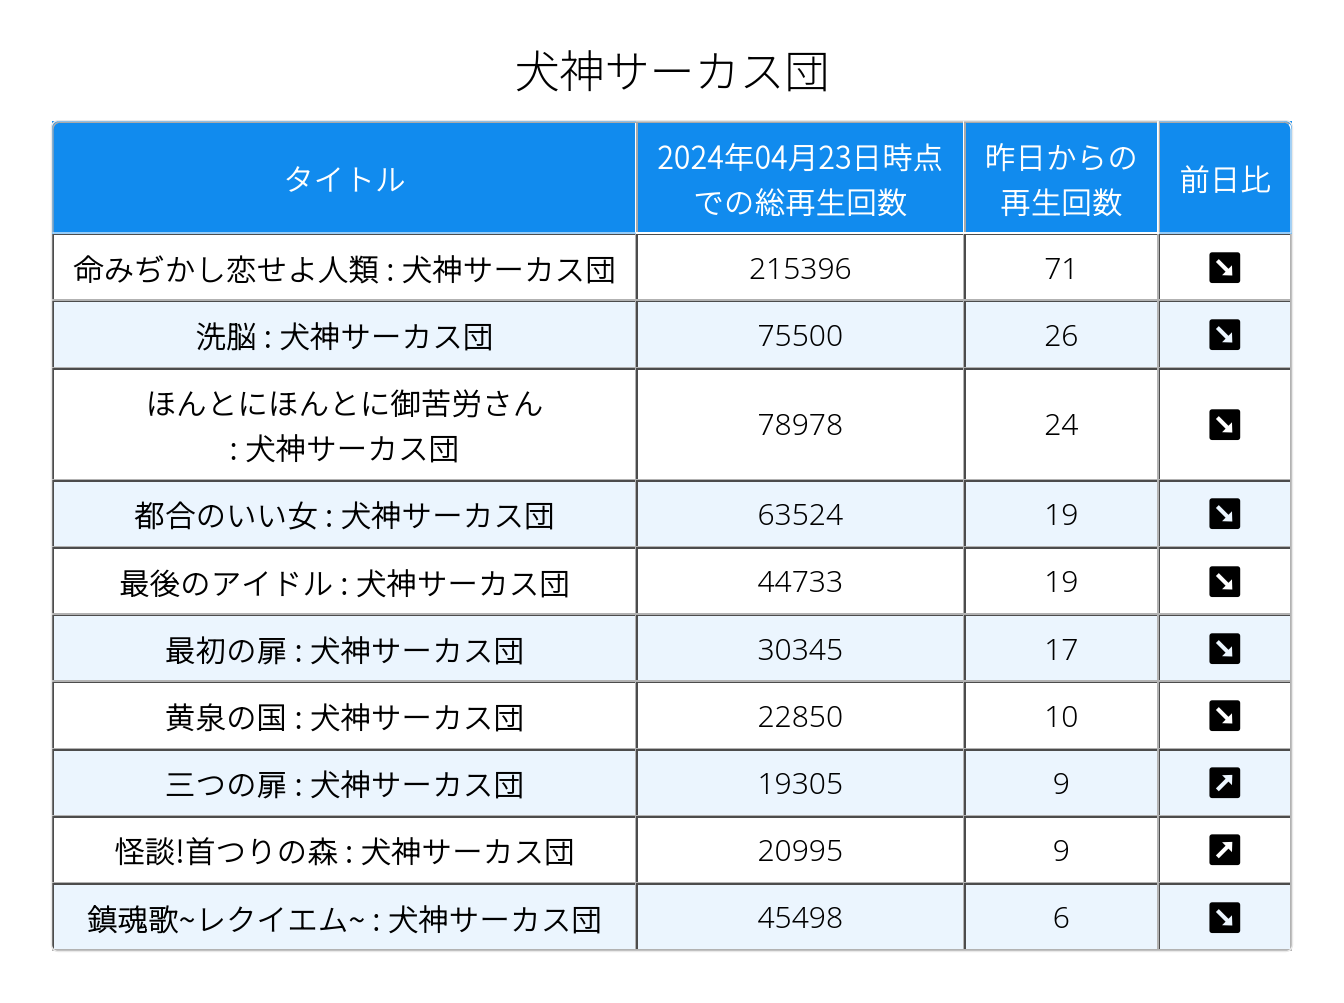 犬神サーカス団
タイトル
2024年04月23日時点
での総再生回数
昨日からの
再生回数
前日比
命みぢかし恋せよ人類 : 犬神サーカス団 215396 71 ↘
洗脳 : 犬神サーカス団 75500 26 ↘
ほんとにほんとに御苦労さん
: 犬神サーカス団 78978 24 ↘
都合のいい女 : 犬神サーカス団 63524 19 ↘
最後のアイドル : 犬神サーカス団 44733 19 ↘
最初の扉 : 犬神サーカス団 30345 17 ↘
黄泉の国 : 犬神サーカス団 22850 10 ↘
三つの扉 : 犬神サーカス団 19305 9 ↗
怪談!首つりの森 : 犬神サーカス団 20995 9 ↗
鎮魂歌~レクイエム~ : 犬神サーカス団 45498 6 ↘